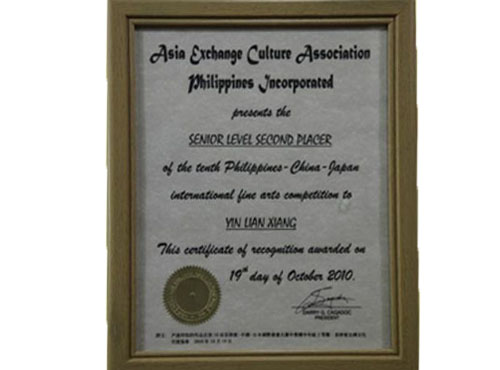 Asia Exchange Culture Association
Philippines Incorporated
presents the
SENIOR LEVEL SECOND PLACER
of the tenth Philippines-China-Japan
international fine arts competition to
YIN LIAN XIANG
This certificate of recognition awarded on
19th day of October 2010.
PRESIDENT